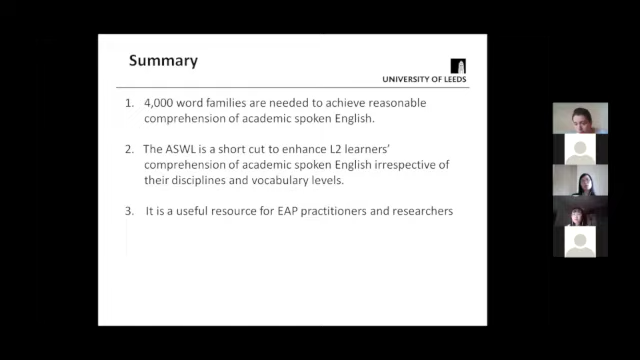 Summary
UNIVERSITY OF LEEDS
1. 4,000 word families are needed to achieve reasonable
comprehension of academic spoken English.
2. The ASWL is a short cut to enhance L2 learners'
comprehension of academic spoken English irrespective of
their disciplines and vocabulary levels.
3. It is a useful resource for EAP practitioners and researchers